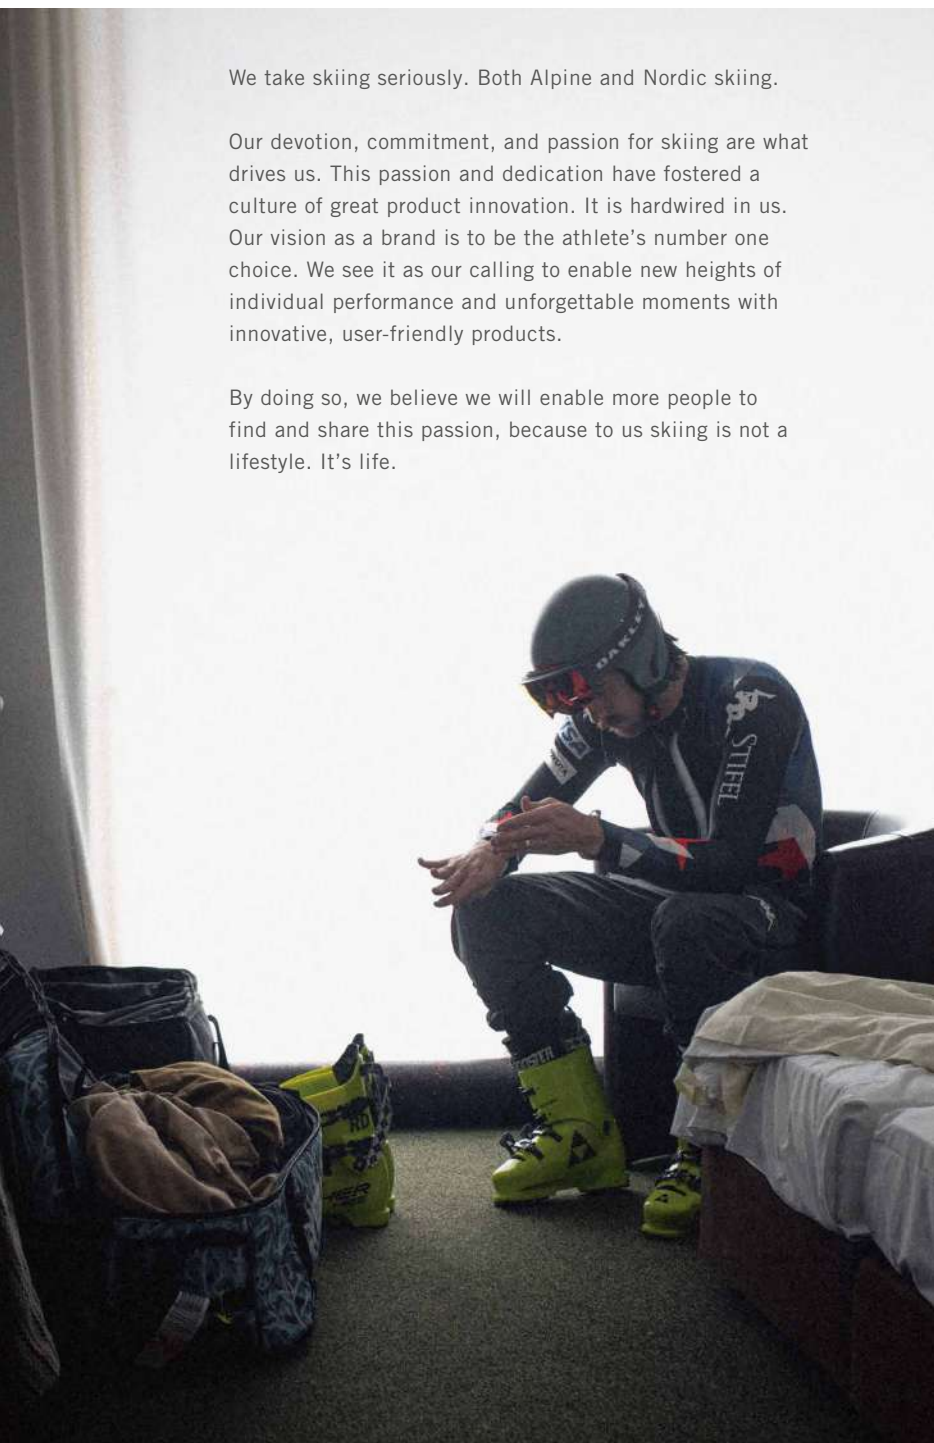 We take skiing seriously. Both Alpine and Nordic skiing.
Our devotion, commitment, and passion for skiing are what
drives us. This passion and dedication have fostered a
culture of great product innovation. It is hardwired in us.
Our vision as a brand is to be the athlete’s number one
choice. We see it as our calling to enable new heights of
individual performance and unforgettable moments with
innovative, user-friendly products.
By doing so, we believe we will enable more people to
find and share this passion, because to us skiing is not a
lifestyle. It’s life.
OAKLEY
STIFEL
RD